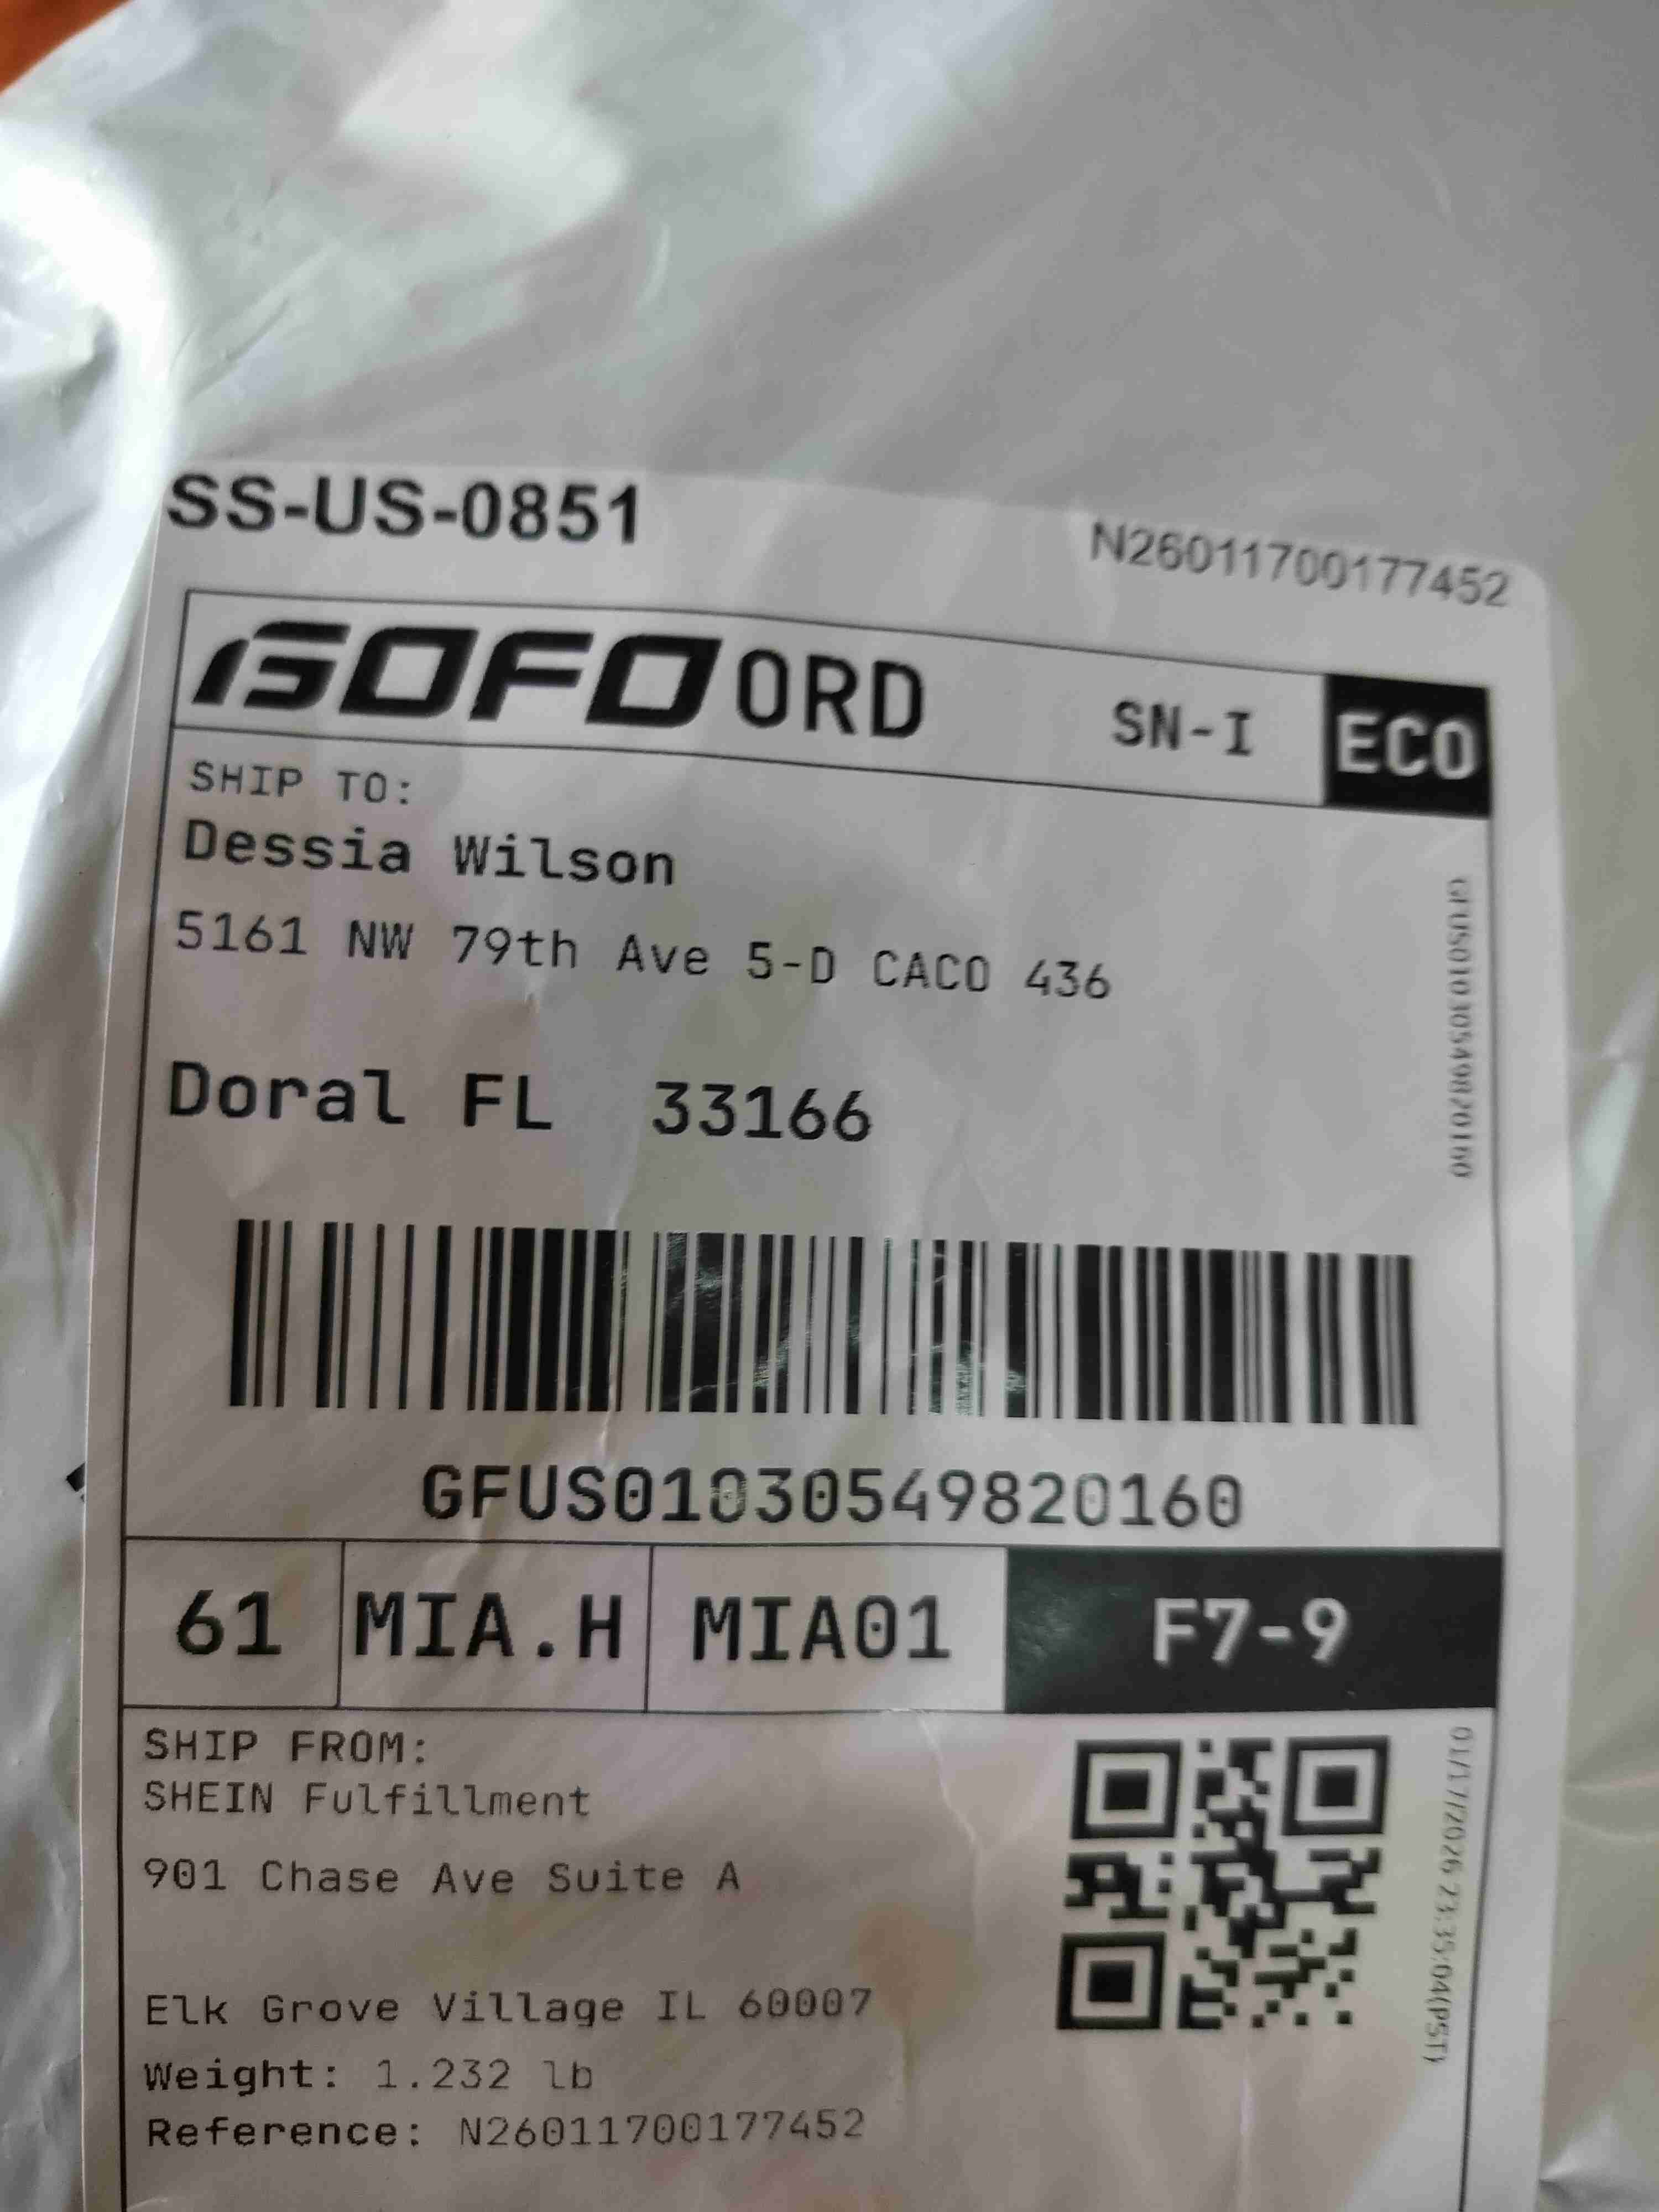 SS-US-0851
N26011700177452
GOFO ORD SN-I ECO
SHIP TO:
Dessia Wilson
5161 NW 79th Ave 5-D CACO 436
Doral FL 33166
GFUS01030549820160
GFUS01030549820160
61 MIA.H MIA01 F7-9
SHIP FROM:
SHEIN Fulfillment
901 Chase Ave Suite A
Elk Grove Village IL 60007
Weight: 1.232 lb
Reference: N26011700177452
01/17/2026 23:35:04(PST)